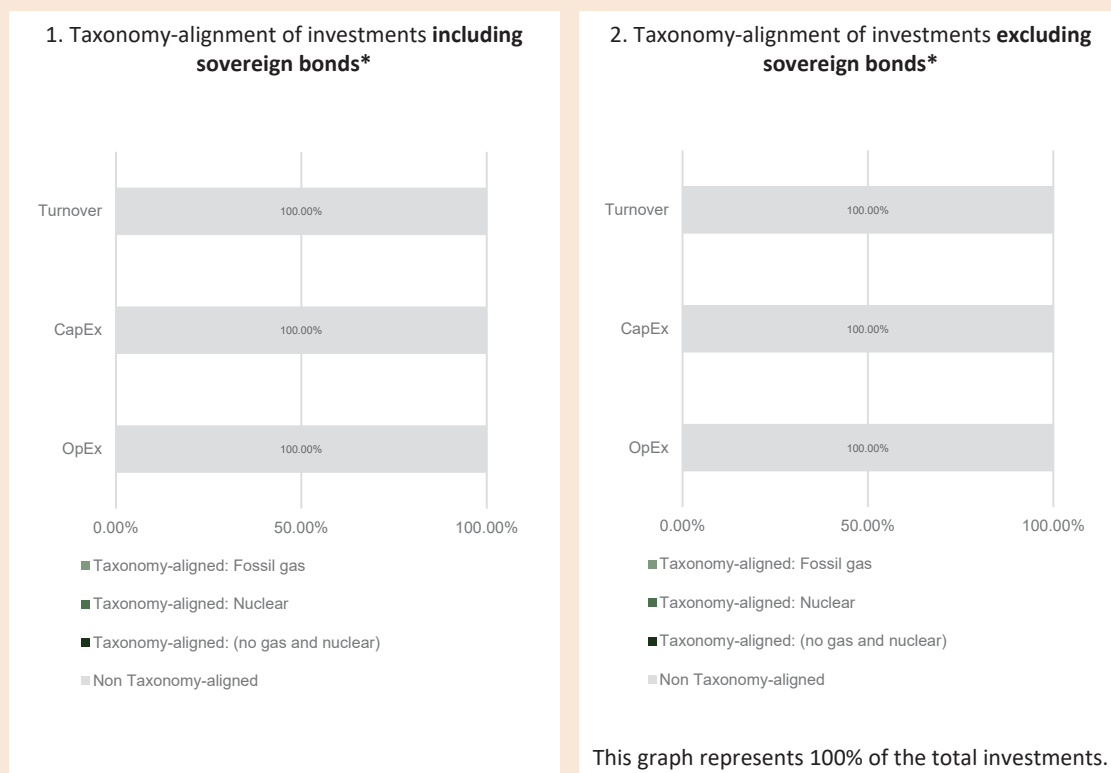 1. Taxonomy-alignment of investments including
sovereign bonds*
Turnover
100.00%
CapEx
100.00%
OpEx
100.00%
0.00%
50.00%
100.00%
Taxonomy-aligned: Fossil gas
Taxonomy-aligned: Nuclear
Taxonomy-aligned: (no gas and nuclear)
Non Taxonomy-aligned
2. Taxonomy-alignment of investments excluding
sovereign bonds*
Turnover
100.00%
CapEx
100.00%
OpEx
100.00%
0.00%
50.00%
100.00%
Taxonomy-aligned: Fossil gas
Taxonomy-aligned: Nuclear
Taxonomy-aligned: (no gas and nuclear)
Non Taxonomy-aligned
This graph represents 100% of the total investments.